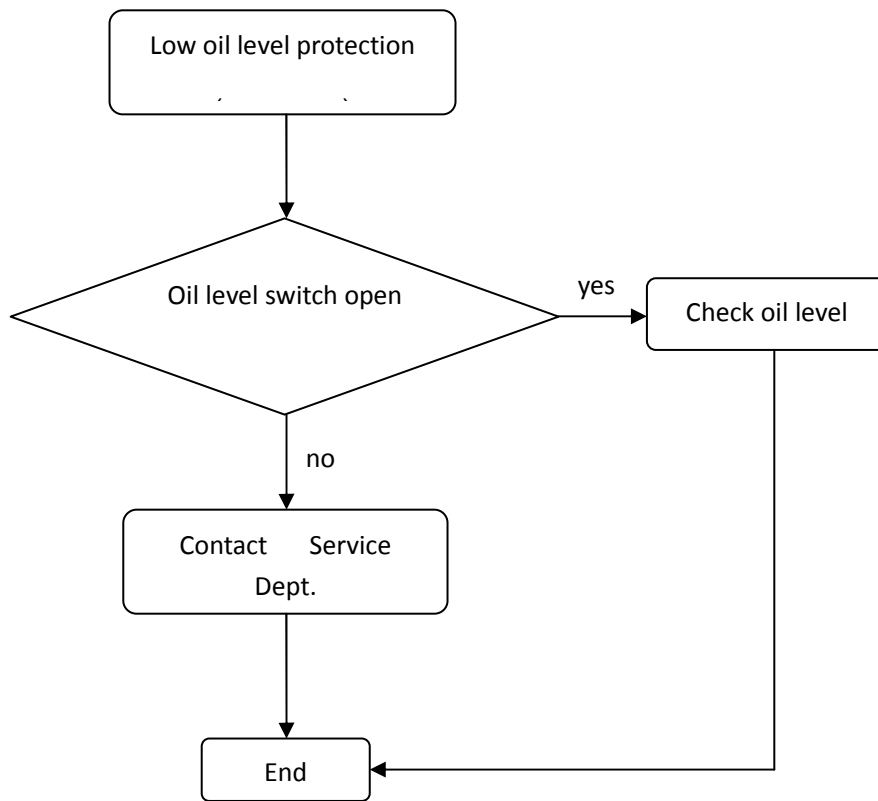 Low oil level protection
Oil level switch open
yes
Check oil level
no
Contact Service
Dept.
End